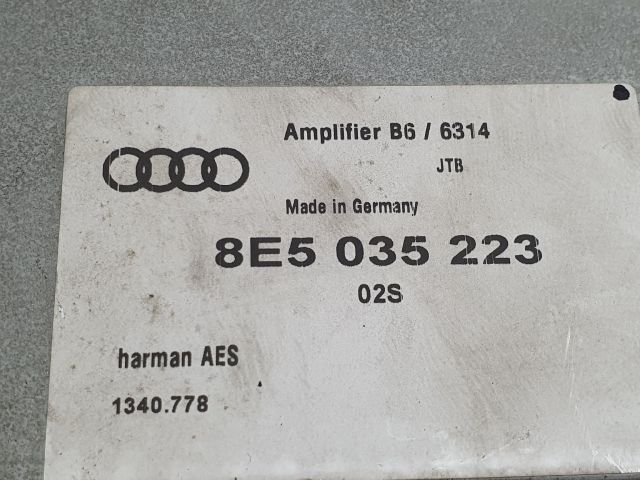 Amplifier B6 / 6314
JTB
Made in Germany
8E5 035 223
02S
harman AES
1340.778